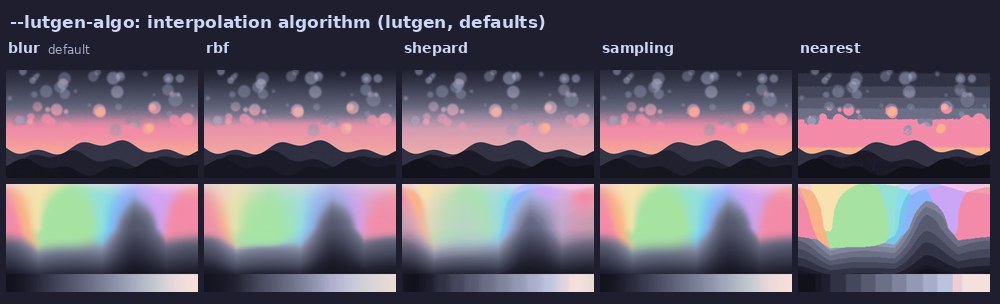 --lutgen-algo: interpolation algorithm (lutgen, defaults)
blur default rbf shepard sampling nearest